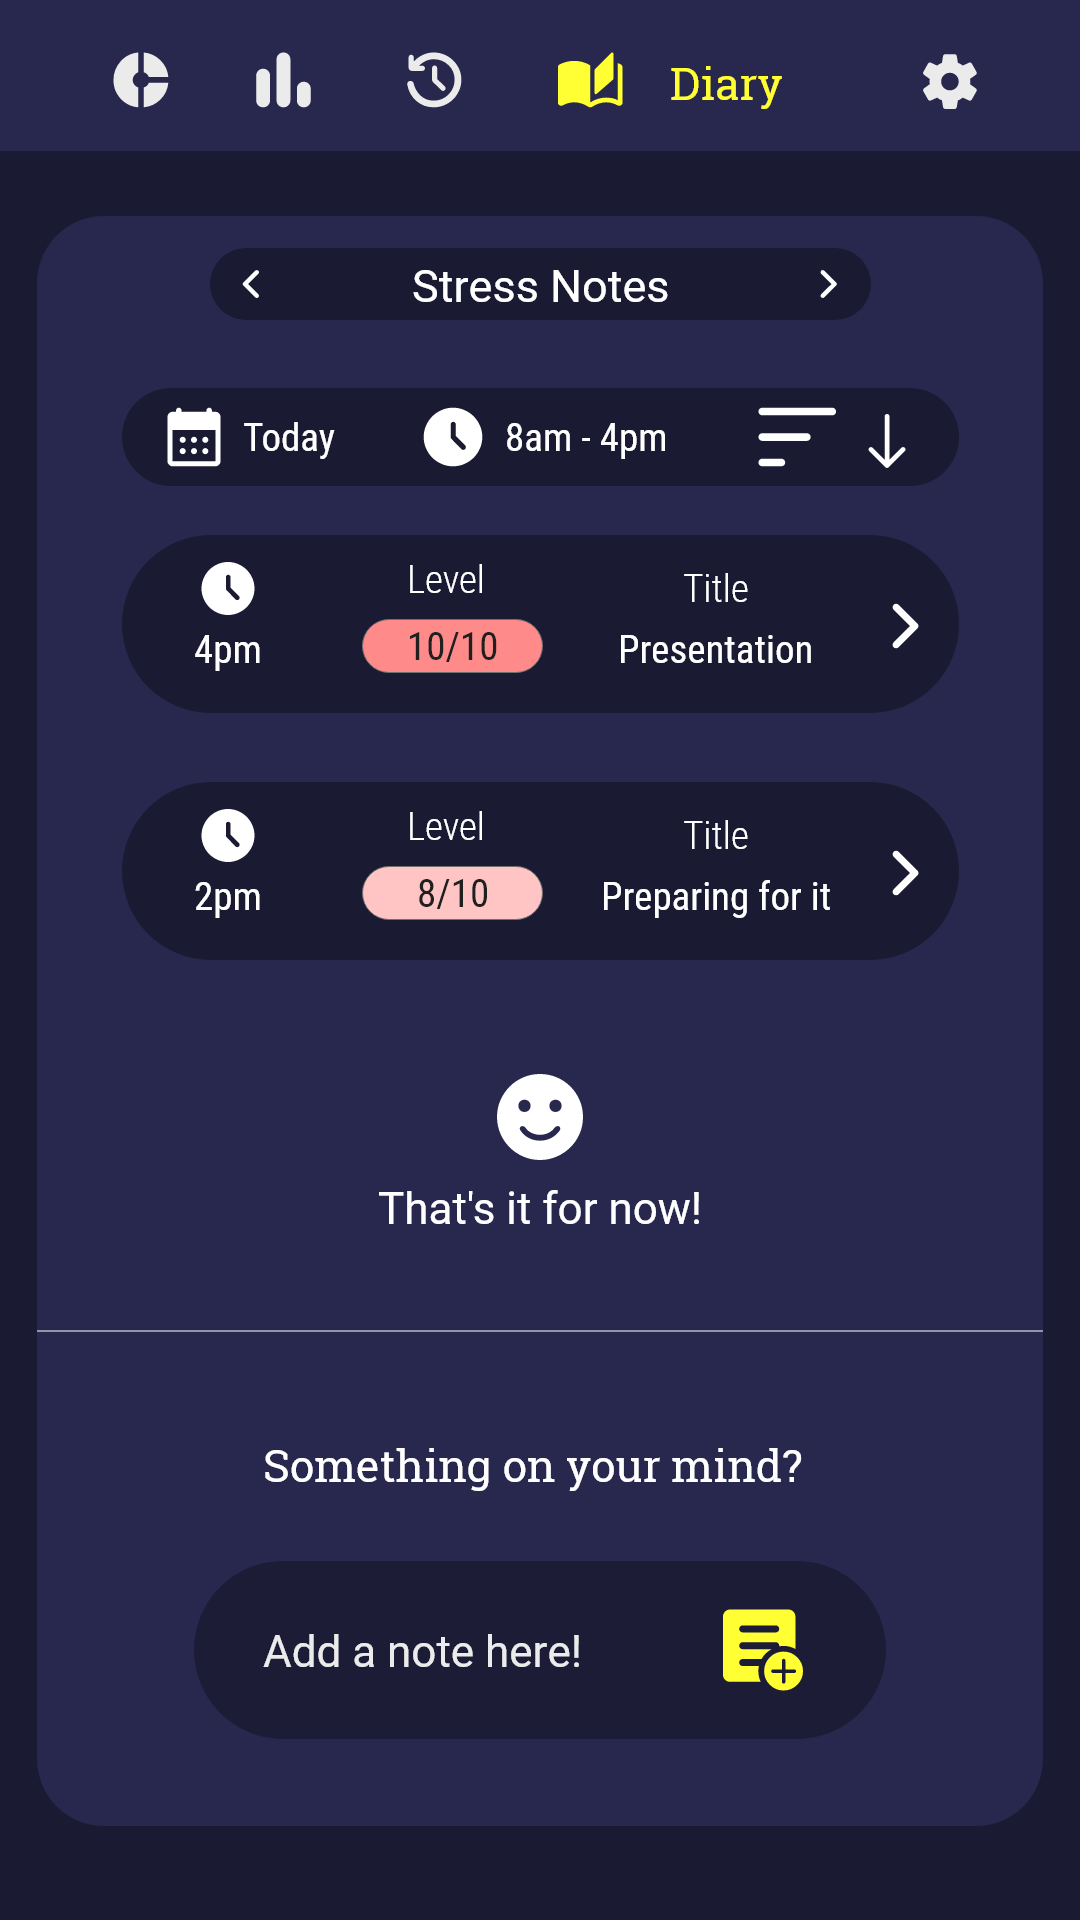 Diary
Stress Notes
Today 8am - 4pm
Level Title
4pm 10/10 Presentation
Level Title
2pm 8/10 Preparing for it
That's it for now!
Something on your mind?
Add a note here!